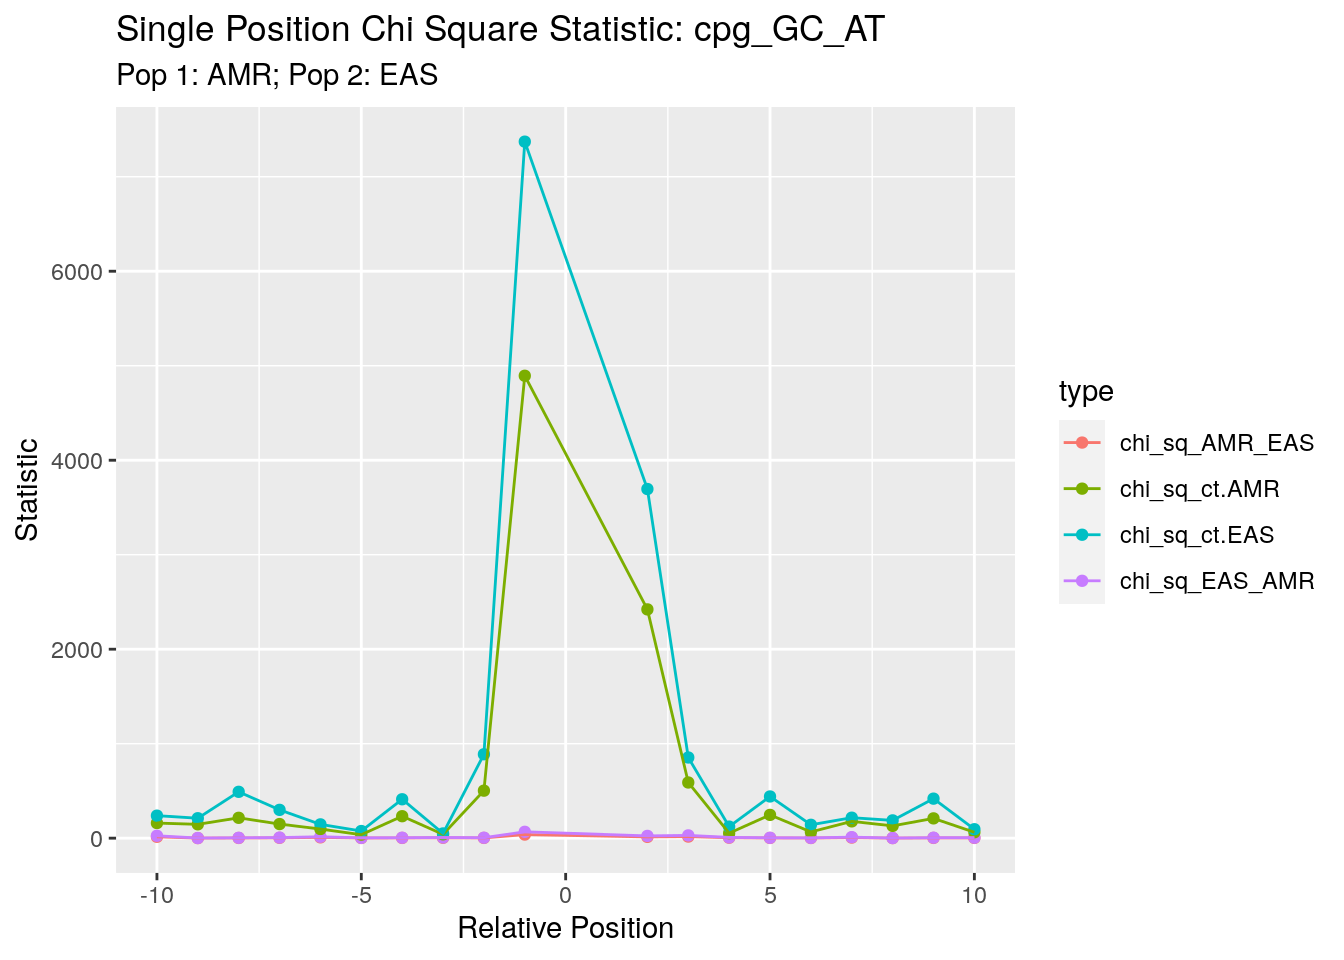 Single Position Chi Square Statistic: cpg_GC_AT
Pop 1: AMR; Pop 2: EAS
Statistic
6000
4000
2000
0
-10
-5
0
5
10
Relative Position
type
chi_sq_AMR_EAS
chi_sq_ct.AMR
chi_sq_ct.EAS
chi_sq_EAS_AMR